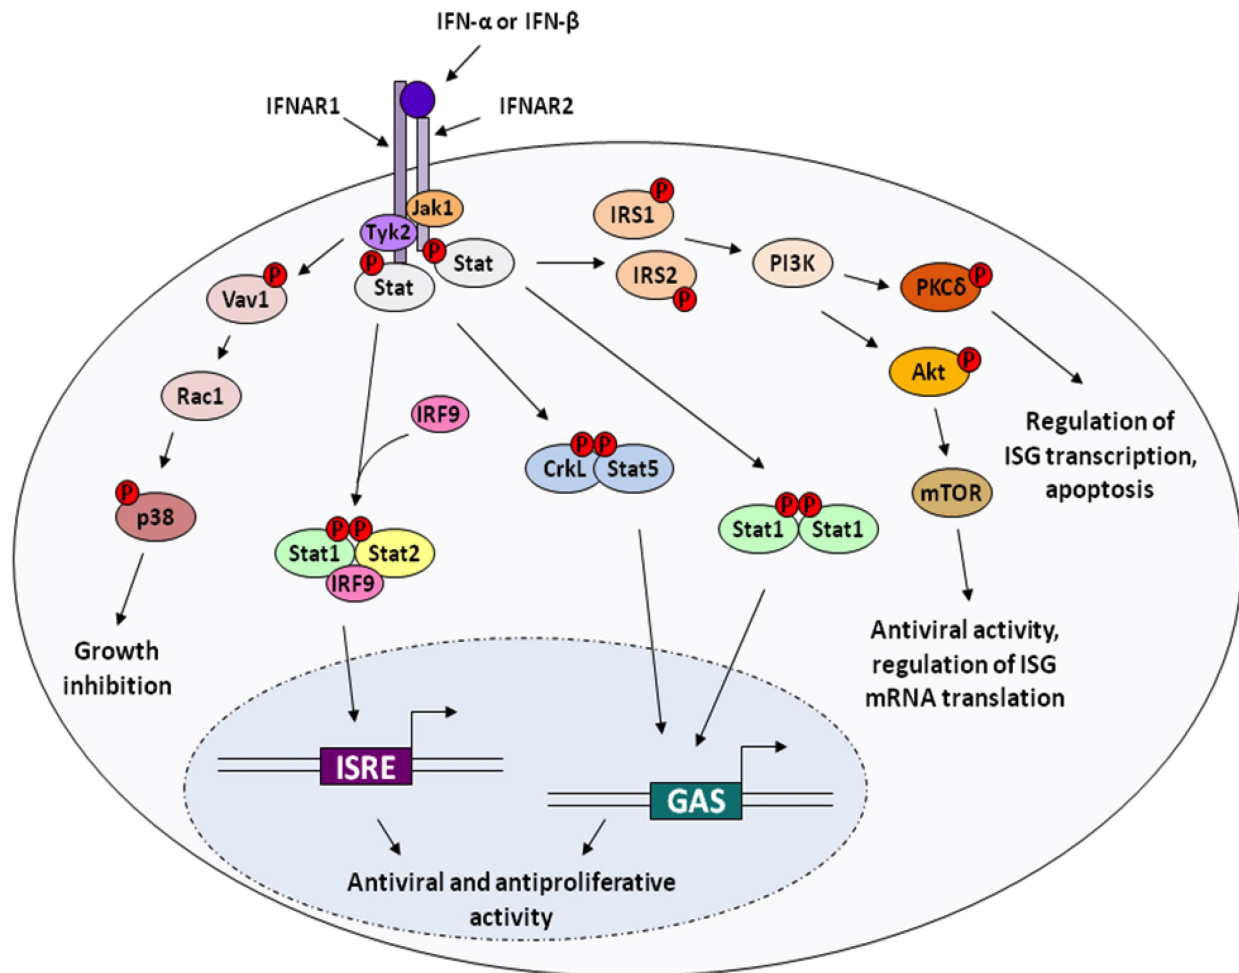 IFN-α or IFN-β
IFNAR1
IFNAR2
Jak1
Tyk2
P
P
Stat
Stat
P
IRS1
IRS2
P
PI3K
PKCδ
P
Vav1
P
Akt
P
Rac1
IRF9
Regulation of
ISG transcription,
apoptosis
P P
CrkL Stat5
mTOR
P
p38
P P
Stat1 Stat1
P P
Stat1 Stat2
IRF9
Growth
inhibition
Antiviral activity,
regulation of ISG
mRNA translation
ISRE
GAS
Antiviral and antiproliferative
activity